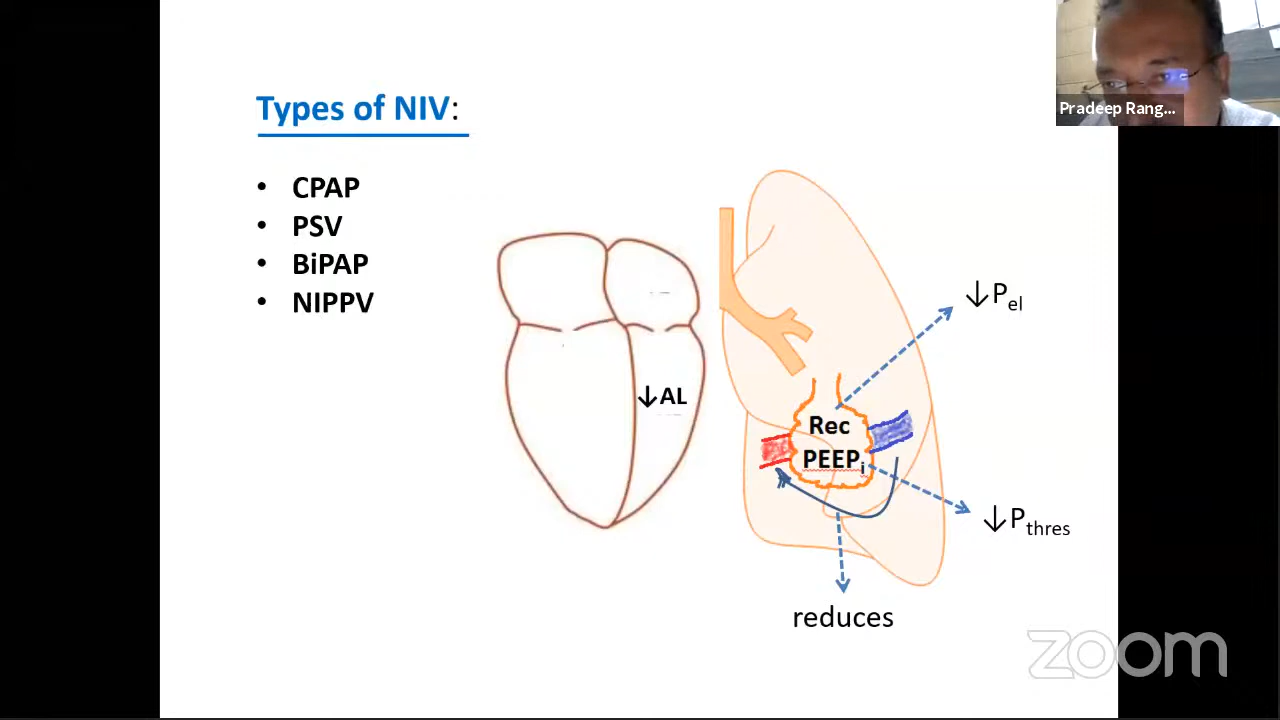 Pradeep Rang...
Types of NIV:
• CPAP
• PSV
• BiPAP
• NIPPV
↓Pel
↓AL
Rec
PEEPi
↓Pthres
reduces
zoom